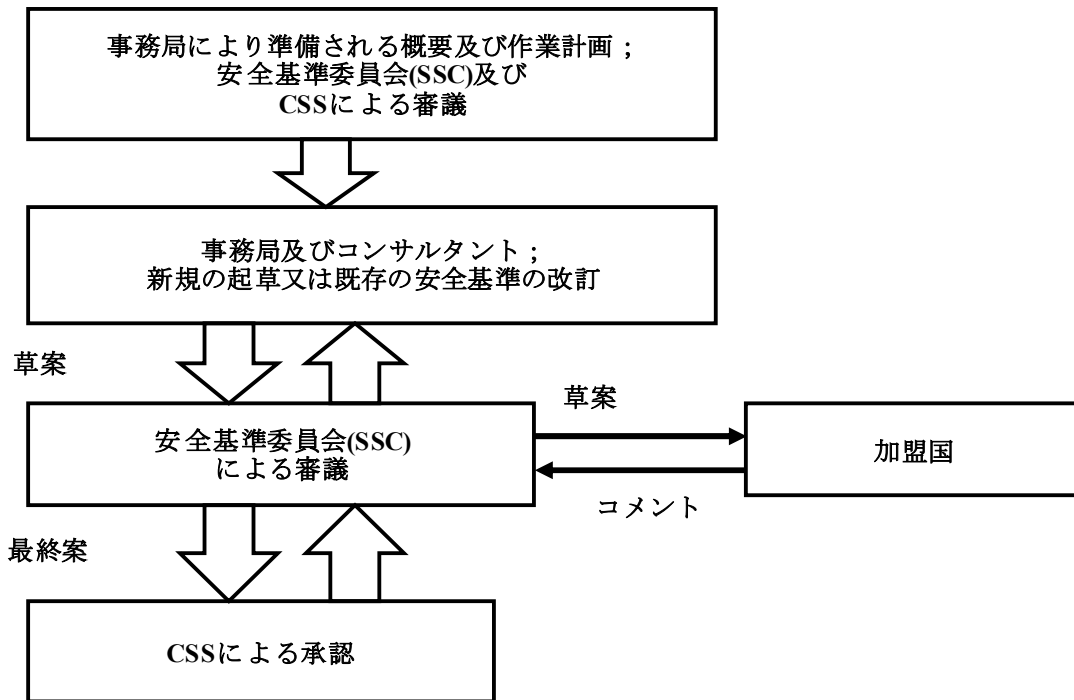 事務局により準備される概要及び作業計画；
安全基準委員会(SSC)及び
CSSによる審議
事務局及びコンサルタント；
新規の起草又は既存の安全基準の改訂
草案
草案
安全基準委員会(SSC)
による審議
加盟国
コメント
最終案
CSSによる承認